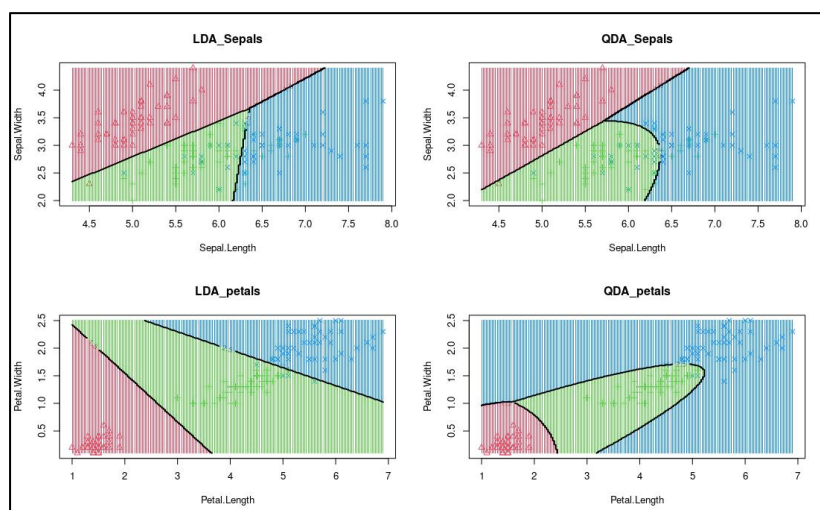 LDA_Sepals
Sepal.Width
2.0 2.5 3.0 3.5 4.0
4.5 5.0 5.5 6.0 6.5 7.0 7.5 8.0
Sepal.Length
QDA_Sepals
Sepal.Width
2.0 2.5 3.0 3.5 4.0
4.5 5.0 5.5 6.0 6.5 7.0 7.5 8.0
Sepal.Length
LDA_petals
Petal.Width
0.5 1.0 1.5 2.0 2.5
1 2 3 4 5 6 7
Petal.Length
QDA_petals
Petal.Width
0.5 1.0 1.5 2.0 2.5
1 2 3 4 5 6 7
Petal.Length